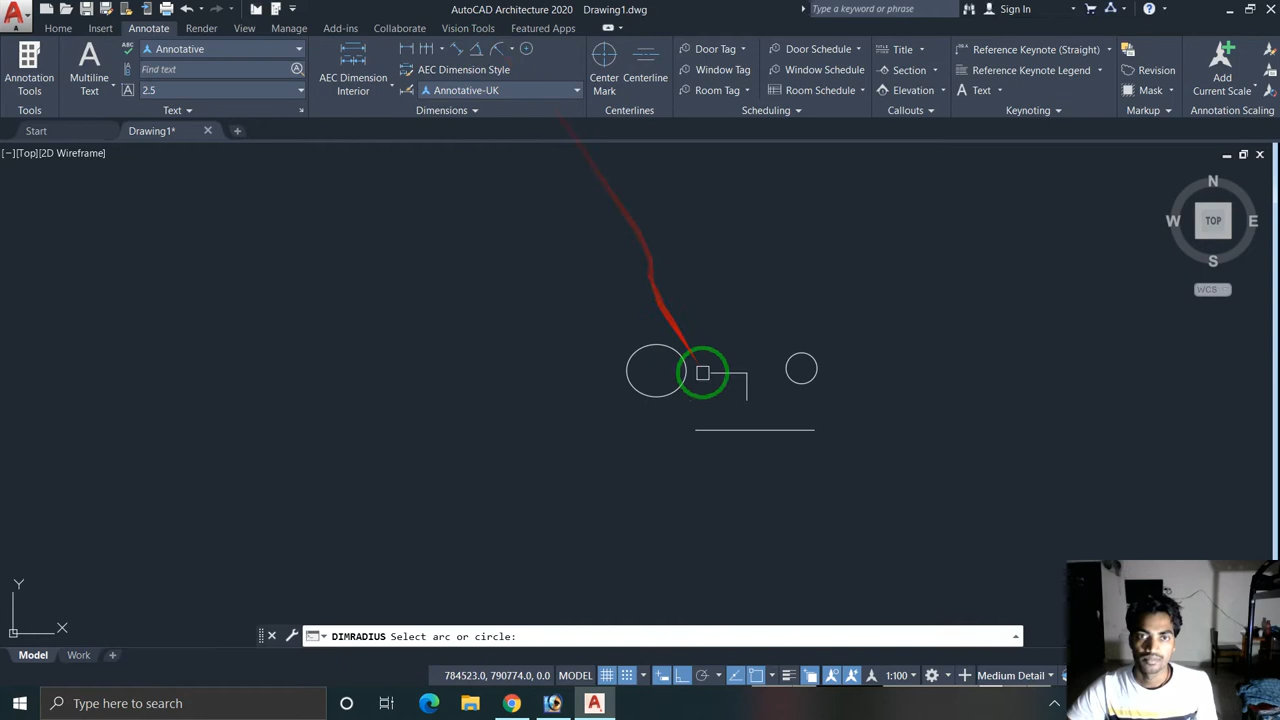 AutoCAD Architecture 2020 Drawing1.dwg
Type a keyword or phrase
Sign In
Home Insert Annotate Render View Manage Add-ins Collaborate Vision Tools Featured Apps
Annotative
Find text
2.5
Annotation Tools
Multiline Text
AEC Dimension Interior
AEC Dimension Style
Annotative-UK
Center Mark
Centerline
Door Tag
Window Tag
Room Tag
Door Schedule
Window Schedule
Room Schedule
Title
Section
Elevation
Reference Keynote (Straight)
Reference Keynote Legend
Text
Revision
Mask
Add Current Scale
Tools Text Dimensions Centerlines Scheduling Callouts Keynoting Markup Annotation Scaling
Start Drawing1*
[−][Top][2D Wireframe]
N
W TOP E
S
WCS
Y
X
DIMRADIUS Select arc or circle:
Model Work
784523.0, 790774.0, 0.0 MODEL 1:100 Medium Detail
Type here to search